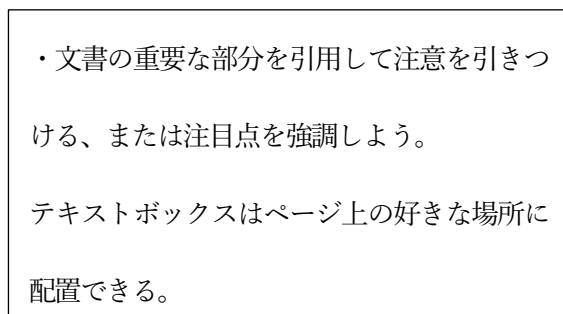 ・文書の重要な部分を引用して注意を引きつ
ける、または注目点を強調しよう。
テキストボックスはページ上の好きな場所に
配置できる。